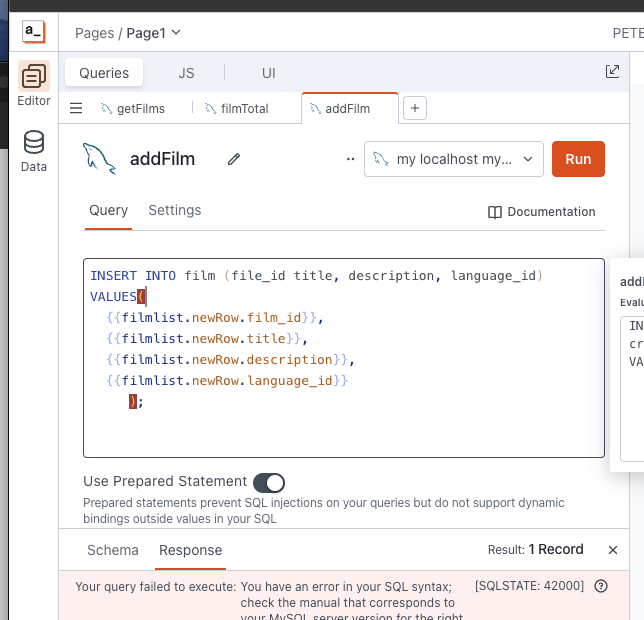 a_
Pages / Page1
PETE
Editor
Data
Queries
JS
UI
getFilms
filmTotal
addFilm
+
addFilm
my localhost my...
Run
Query
Settings
Documentation
INSERT INTO film (file_id title, description, language_id)
VALUES(
{{filmlist.newRow.film_id}},
{{filmlist.newRow.title}},
{{filmlist.newRow.description}},
{{filmlist.newRow.language_id}}
);
Use Prepared Statement
Prepared statements prevent SQL injections on your queries but do not support dynamic
bindings outside values in your SQL
Schema
Response
Result: 1 Record
Your query failed to execute: You have an error in your SQL syntax; [SQLSTATE: 42000]
check the manual that corresponds to
your MySQL server version for the right
add
Evalu
IN
cr
VA